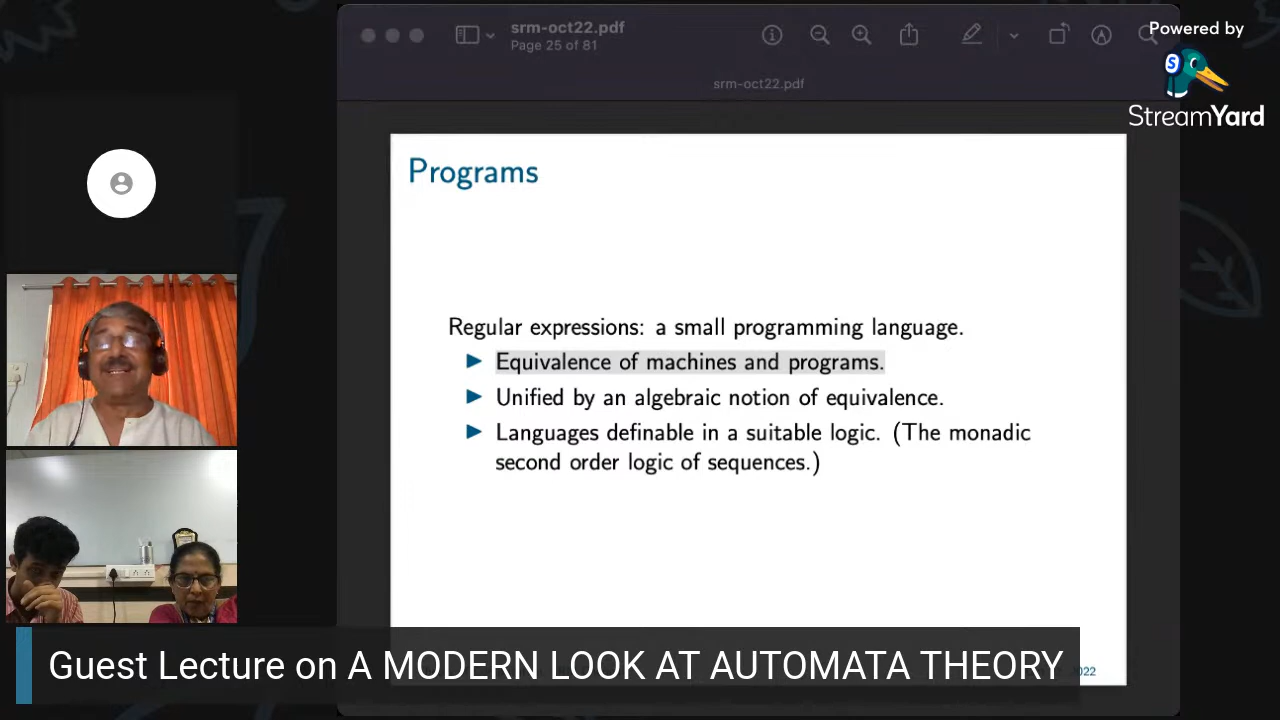 srm-oct22.pdf
Page 25 of 81
Powered by
StreamYard
srm-oct22.pdf
Programs
Regular expressions: a small programming language.
Equivalence of machines and programs.
Unified by an algebraic notion of equivalence.
Languages definable in a suitable logic. (The monadic
second order logic of sequences.)
Guest Lecture on A MODERN LOOK AT AUTOMATA THEORY